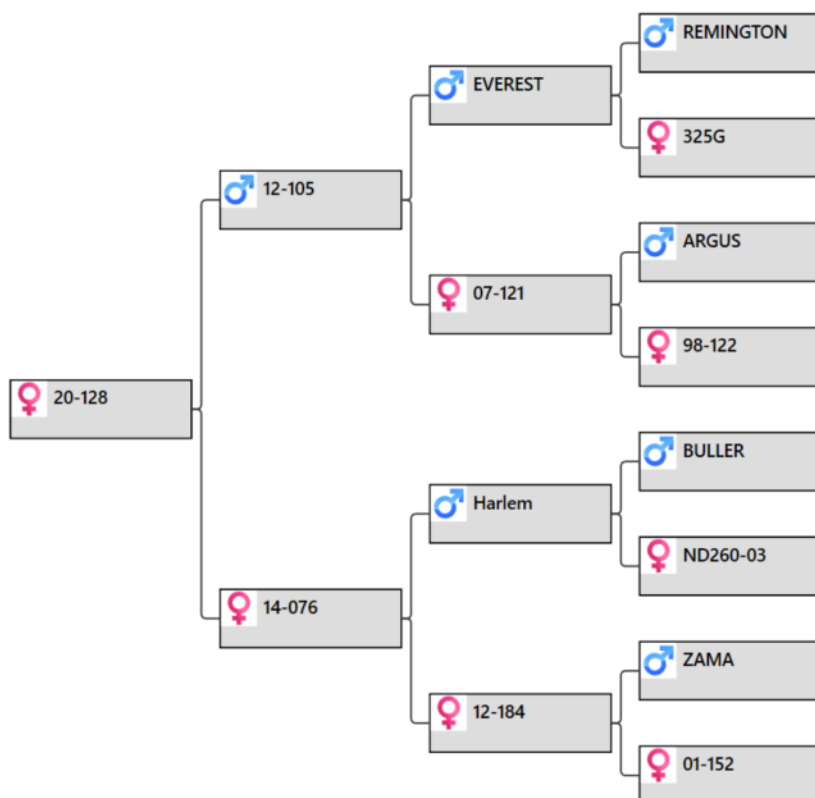 REMINGTON
EVEREST
325G
12-105
ARGUS
07-121
98-122
20-128
BULLER
Harlem
ND260-03
14-076
ZAMA
12-184
01-152